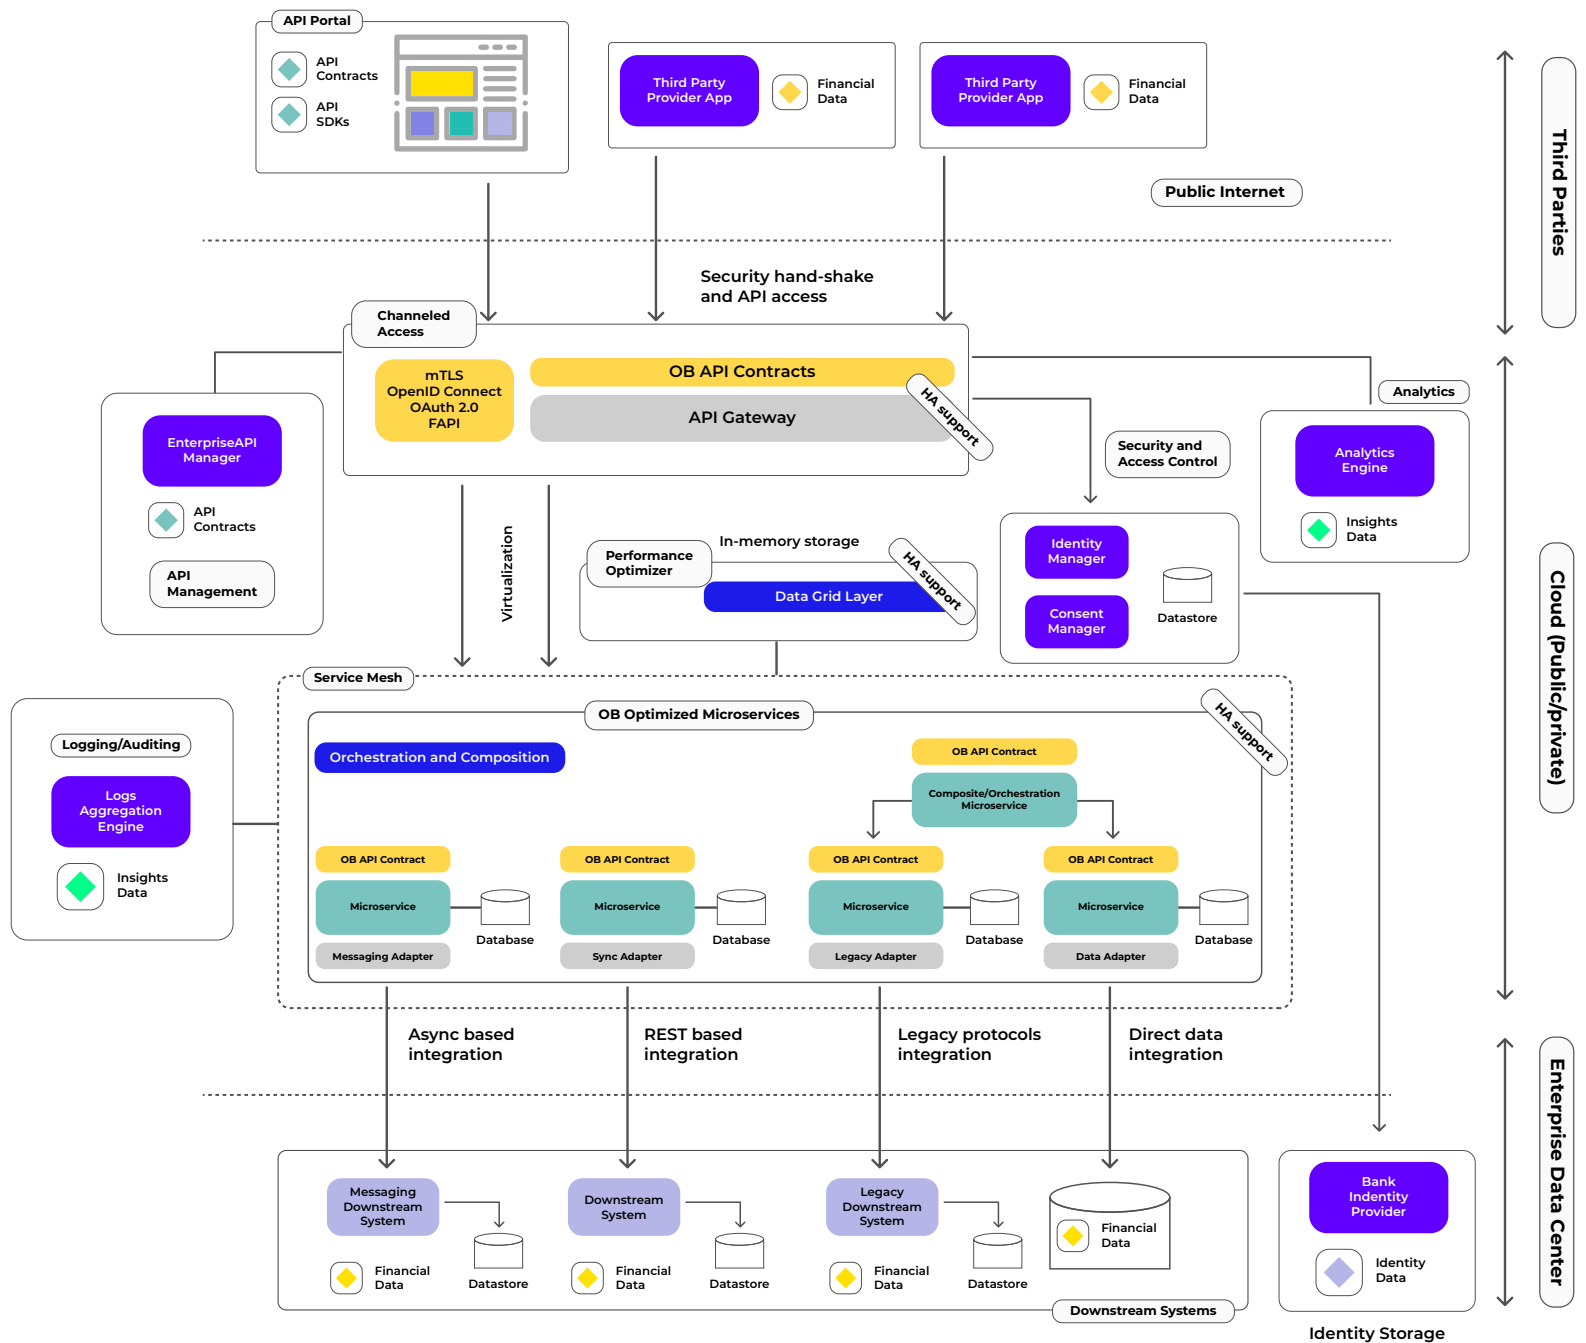 API Portal
API
Contracts
API
SDKs
Third Party
Provider App
Financial
Data
Third Party
Provider App
Financial
Data
Public Internet
Third Parties
Security hand-shake
and API access
Channeled
Access
mTLS
OpenID Connect
OAuth 2.0
FAPI
OB API Contracts
API Gateway
HA support
EnterpriseAPI
Manager
API
Contracts
API
Management
Analytics
Analytics
Engine
Insights
Data
Security and
Access Control
Identity
Manager
Consent
Manager
Datastore
Virtualization
In-memory storage
Performance
Optimizer
Data Grid Layer
HA support
Cloud (Public/private)
Service Mesh
OB Optimized Microservices
HA support
Logging/Auditing
Logs
Aggregation
Engine
Insights
Data
Orchestration and Composition
OB API Contract
Composite/Orchestration
Microservice
OB API Contract
Microservice
Database
Messaging Adapter
OB API Contract
Microservice
Database
Sync Adapter
OB API Contract
Microservice
Database
Legacy Adapter
OB API Contract
Microservice
Database
Data Adapter
Async based
integration
REST based
integration
Legacy protocols
integration
Direct data
integration
Enterprise Data Center
Messaging
Downstream
System
Financial
Data
Datastore
Downstream
System
Financial
Data
Datastore
Legacy
Downstream
System
Financial
Data
Datastore
Financial
Data
Downstream Systems
Bank
Indentity
Provider
Identity
Data
Identity Storage